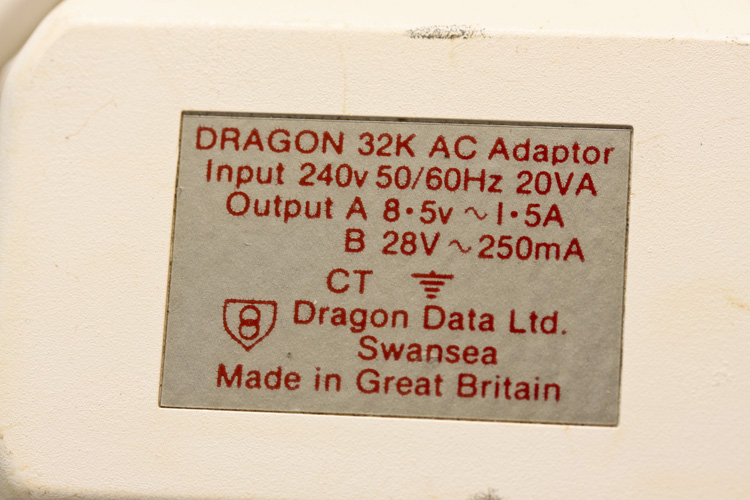 DRAGON 32K AC Adaptor
Input 240v 50/60Hz 20VA
Output A 8·5v ~ 1·5A
B 28V ~ 250mA
CT
Dragon Data Ltd.
Swansea
Made in Great Britain